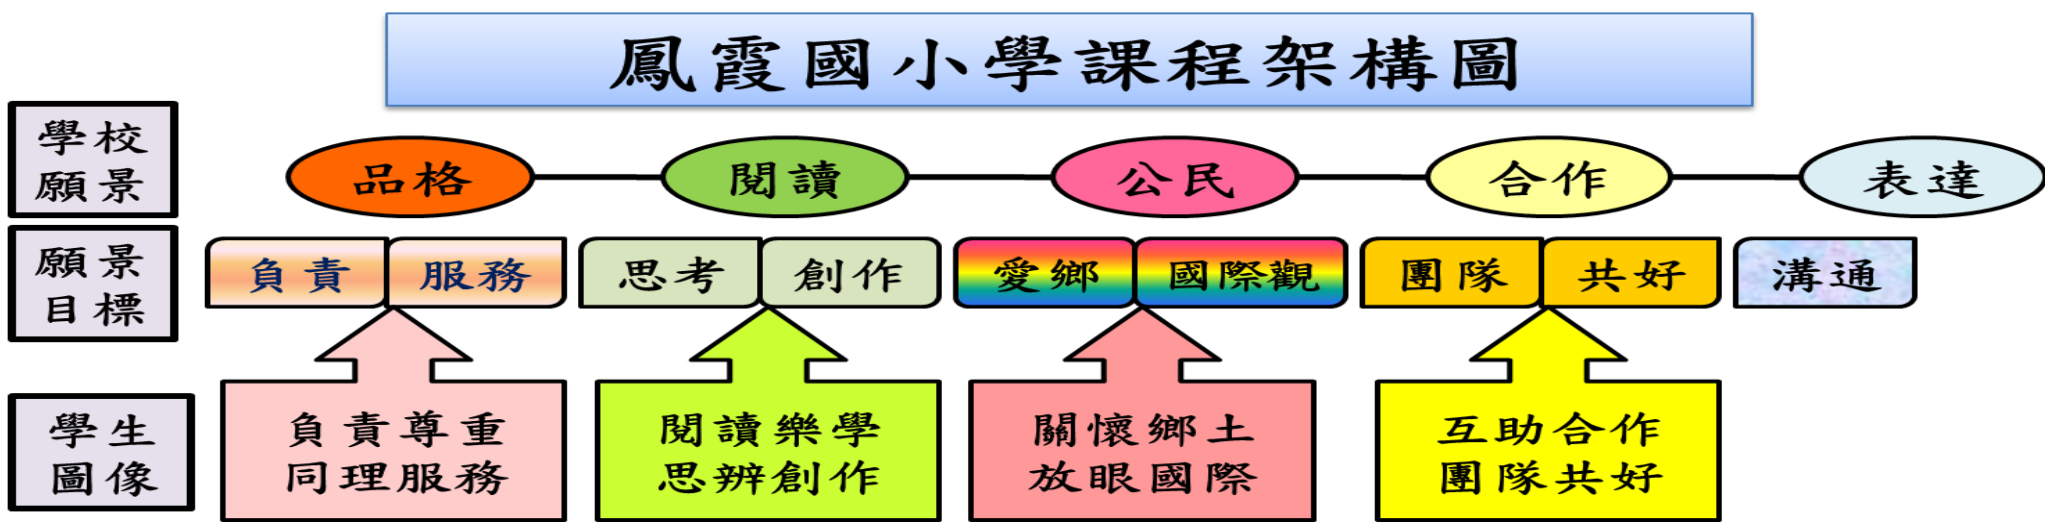 鳳霞國小學課程架構圖
學校
願景
品格
閱讀
公民
合作
表達
願景
目標
負責
服務
思考
創作
愛鄉
國際觀
團隊
共好
溝通
學生
圖像
負責尊重
同理服務
閱讀樂學
思辨創作
關懷鄉土
放眼國際
互助合作
團隊共好